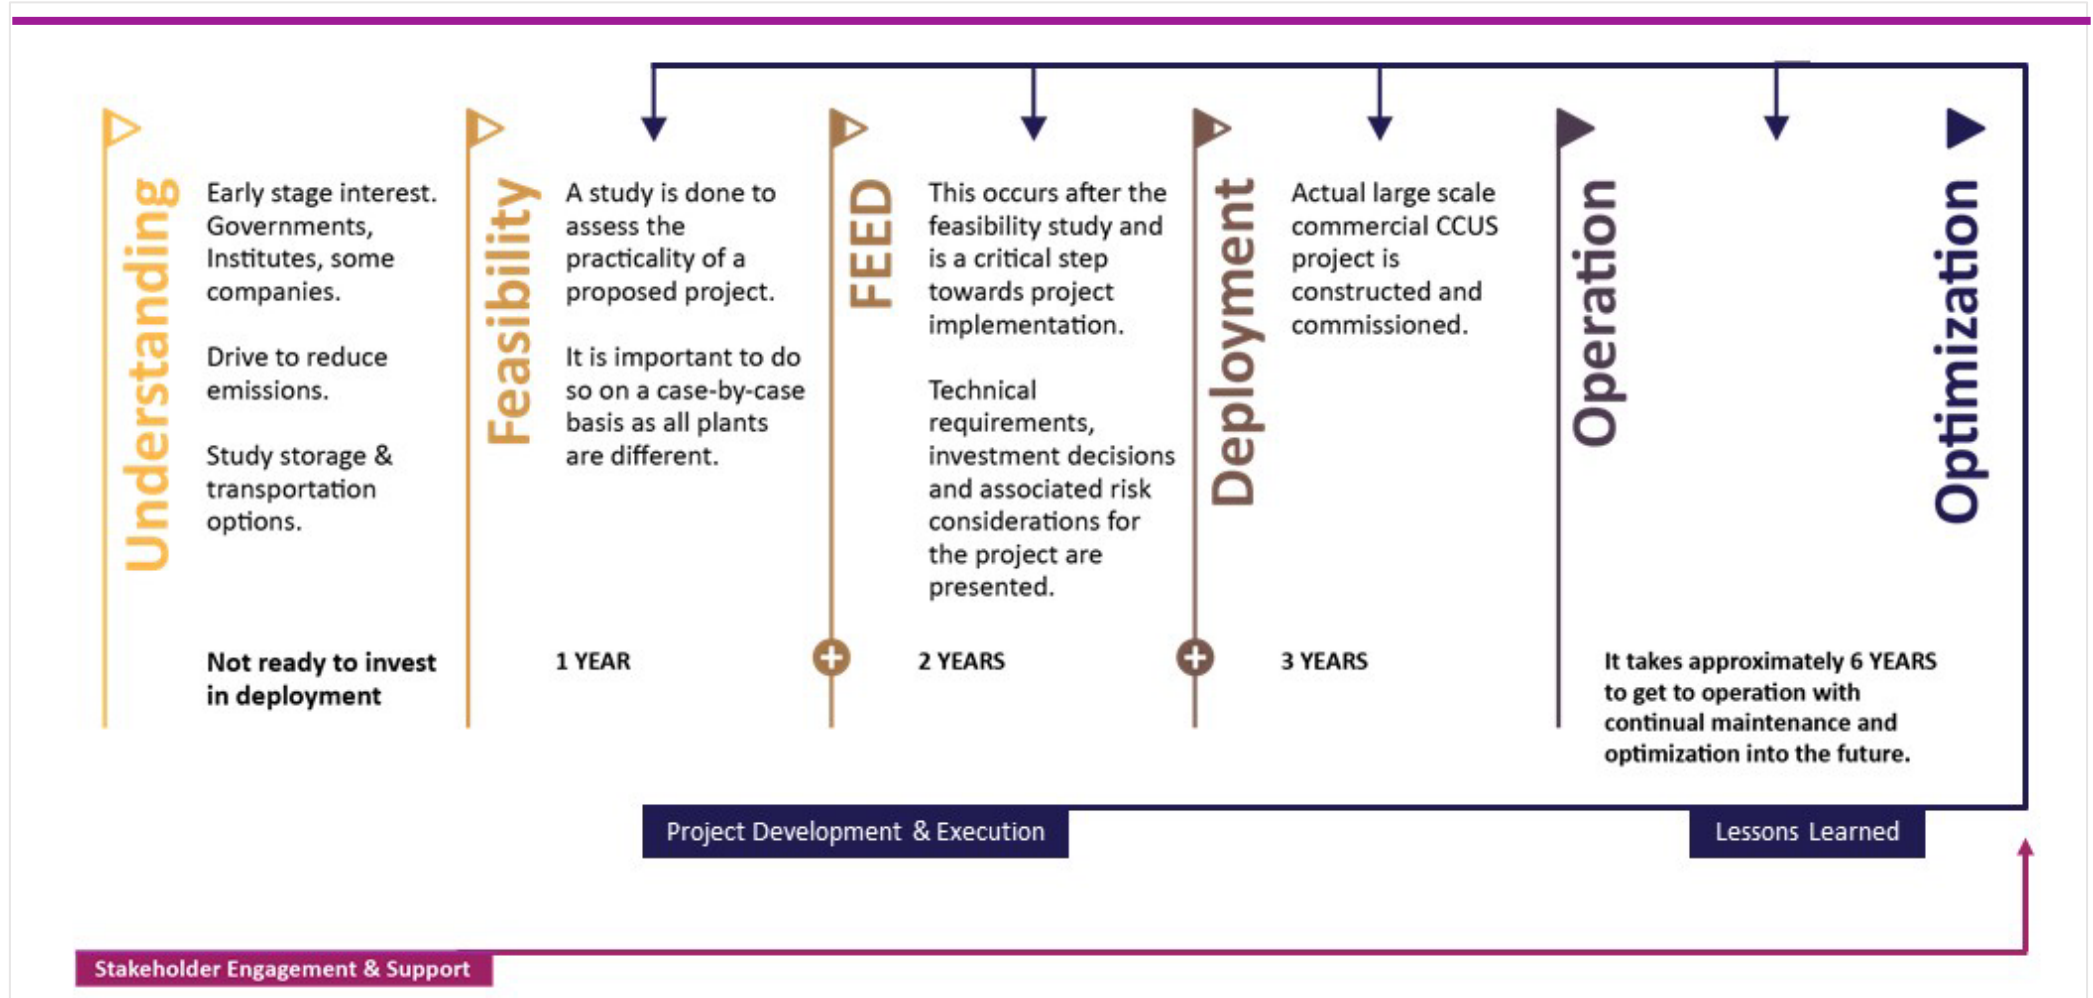 Understanding
Early stage interest.
Governments,
Institutes, some
companies.
Drive to reduce
emissions.
Study storage &
transportation
options.
Not ready to invest
in deployment
Feasibility
A study is done to
assess the
practicality of a
proposed project.
It is important to do
so on a case-by-case
basis as all plants
are different.
1 YEAR
FEED
This occurs after the
feasibility study and
is a critical step
towards project
implementation.
Technical
requirements,
investment decisions
and associated risk
considerations for
the project are
presented.
2 YEARS
Deployment
Actual large scale
commercial CCUS
project is
constructed and
commissioned.
3 YEARS
Operation
It takes approximately 6 YEARS
to get to operation with
continual maintenance and
optimization into the future.
Optimization
Project Development & Execution
Lessons Learned
Stakeholder Engagement & Support